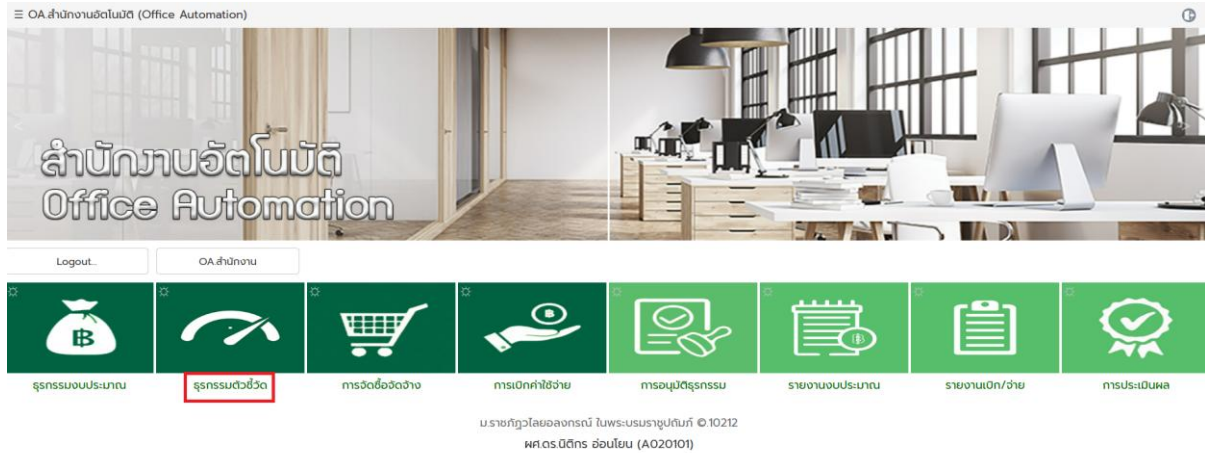 ☰ OA.สำนักงานอัตโนมัติ (Office Automation)
สำนักงานอัตโนมัติ
Office Automation
Logout... OA.สำนักงาน
ธุรกรรมงบประมาณ ธุรกรรมตัวชี้วัด การจัดซื้อจัดจ้าง การเบิกค่าใช้จ่าย การอนุมัติธุรกรรม รายงานงบประมาณ รายงานเบิก/จ่าย การประเมินผล
ม.ราชภัฏวไลยอลงกรณ์ ในพระบรมราชูปถัมภ์ ©.10212
ผศ.ดร.นิติกร อ่อนโยน (A020101)